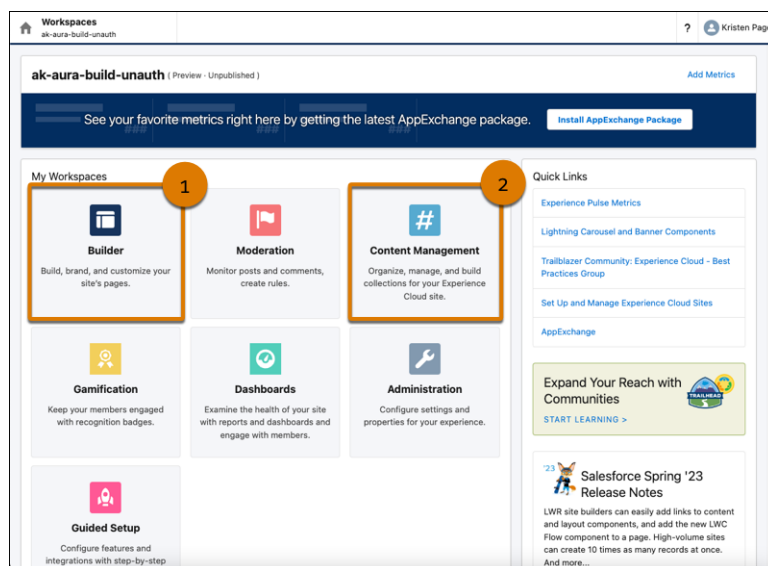 Workspaces
ak-aura-build-unauth
?
Kristen Page
ak-aura-build-unauth ( Preview - Unpublished )
Add Metrics
See your favorite metrics right here by getting the latest AppExchange package.
Install AppExchange Package
###
###
###
My Workspaces
1
2
Builder
Build, brand, and customize your
site's pages.
Moderation
Monitor posts and comments,
create rules.
#
Content Management
Organize, manage, and build
collections for your Experience
Cloud site.
Gamification
Keep your members engaged
with recognition badges.
Dashboards
Examine the health of your site
with reports and dashboards and
engage with members.
Administration
Configure settings and
properties for your experience.
Guided Setup
Configure features and
integrations with step-by-step
Quick Links
Experience Pulse Metrics
Lightning Carousel and Banner Components
Trailblazer Community: Experience Cloud - Best
Practices Group
Set Up and Manage Experience Cloud Sites
AppExchange
Expand Your Reach with
Communities
START LEARNING >
TRAILHEAD
'23
Salesforce Spring '23
Release Notes
LWR site builders can easily add links to content
and layout components, and add the new LWC
Flow component to a page. High-volume sites
can create 10 times as many records at once.
And more...